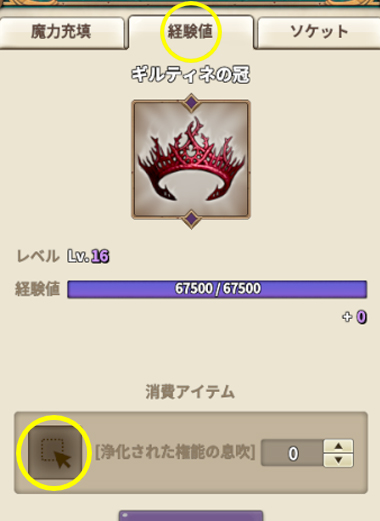 魔力充填 経験値 ソケット
ギルティネの冠
レベル Lv.16
経験値 67500 / 67500
+ 0
消費アイテム
[浄化された権能の息吹] 0